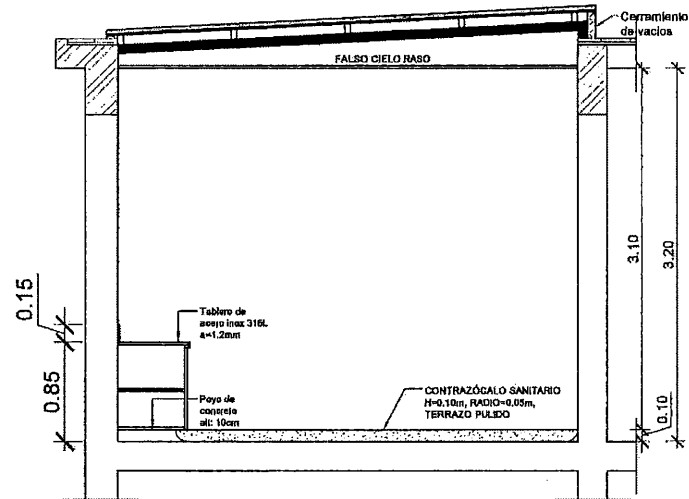 Cerramiento
de vacios
FALSO CIELO RASO
3.10
3.20
0.15
Tablero de
acero inox 316L
a=1.2mm
0.85
Poyo de
concreto
alt: 10cm
CONTRAZÓCALO SANITARIO
H=0.10m, RADIO=0.05m,
TERRAZO PULIDO
0.10